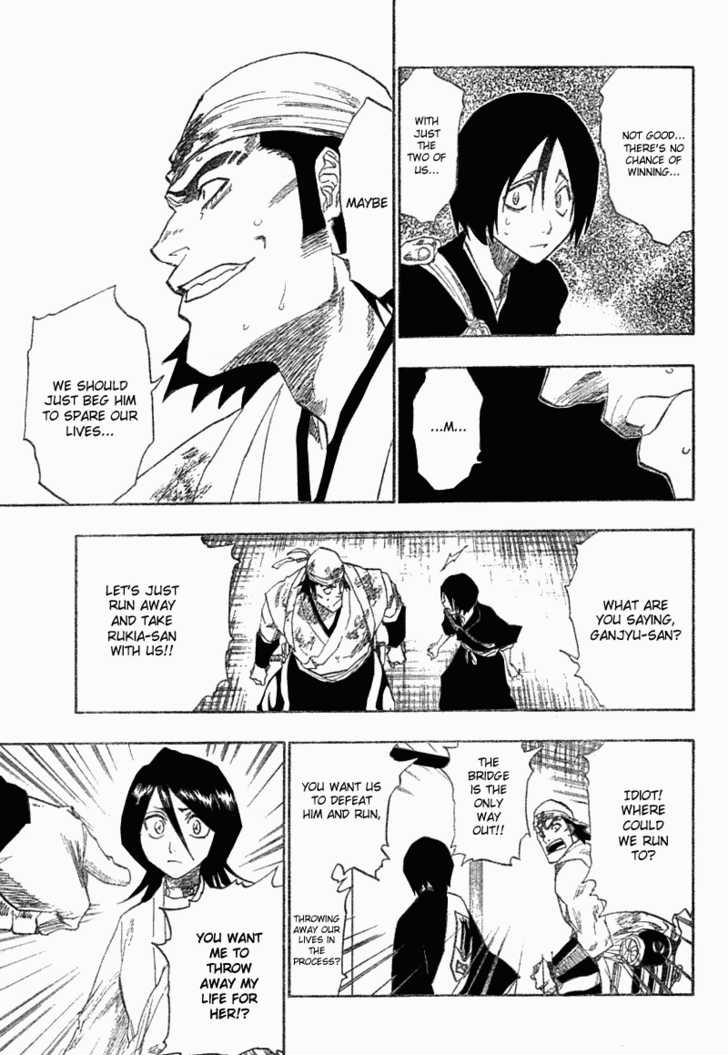 NOT GOOD...
THERE'S NO
CHANCE OF
WINNING...
WITH
JUST
THE
TWO OF
US...
...M...
MAYBE
WE SHOULD
JUST BEG HIM
TO SPARE OUR
LIVES...
WHAT ARE
YOU SAYING,
GANJYU-SAN?
LET'S JUST
RUN AWAY
AND TAKE
RUKIA-SAN
WITH US!!
IDIOT!
WHERE
COULD
WE RUN
TO?
THE
BRIDGE
IS THE
ONLY
WAY
OUT!!
YOU WANT US
TO DEFEAT
HIM AND RUN,
THROWING
AWAY OUR
LIVES IN
THE
PROCESS?
YOU WANT
ME TO
THROW
AWAY MY
LIFE FOR
HER!?